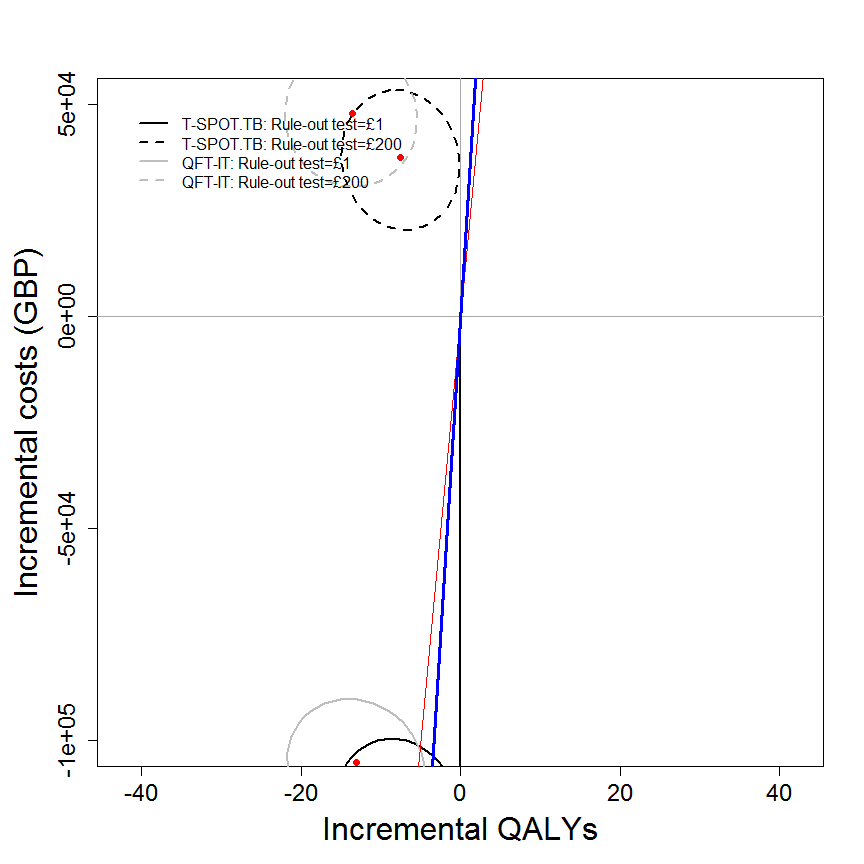 5e+04
0e+00
-5e+04
-1e+05
Incremental costs (GBP)
T-SPOT.TB: Rule-out test=£1
T-SPOT.TB: Rule-out test=£200
QFT-IT: Rule-out test=£1
QFT-IT: Rule-out test=£200
-40 -20 0 20 40
Incremental QALYs